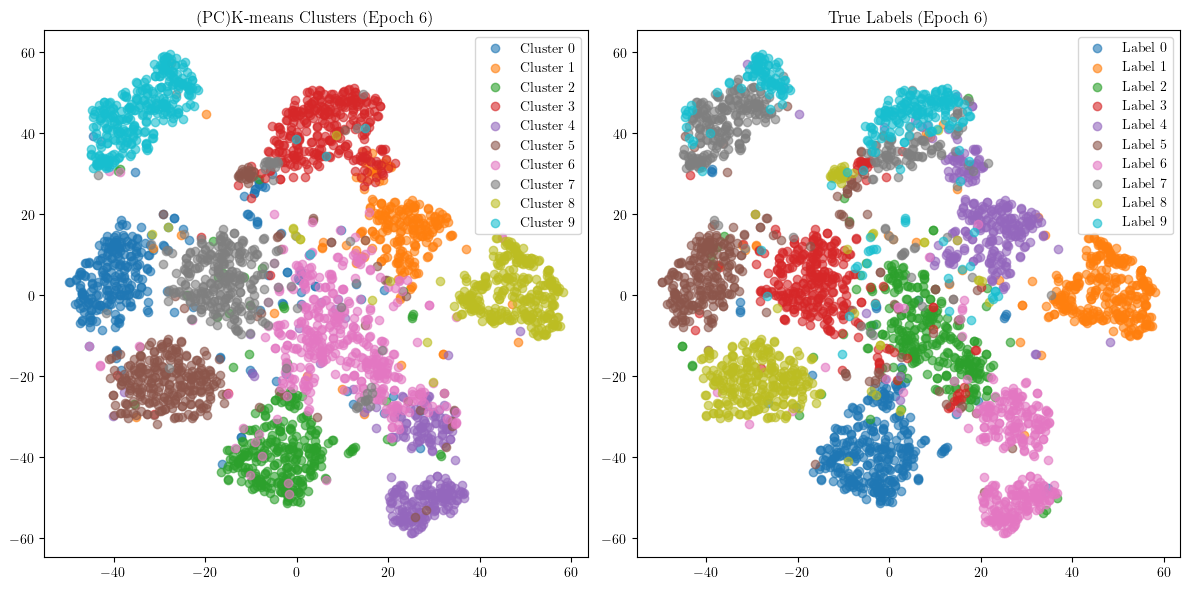 (PC)K-means Clusters (Epoch 6)
60
40
20
0
−20
−40
−60
−40
−20
0
20
40
60
Cluster 0
Cluster 1
Cluster 2
Cluster 3
Cluster 4
Cluster 5
Cluster 6
Cluster 7
Cluster 8
Cluster 9
True Labels (Epoch 6)
60
40
20
0
−20
−40
−60
−40
−20
0
20
40
60
Label 0
Label 1
Label 2
Label 3
Label 4
Label 5
Label 6
Label 7
Label 8
Label 9